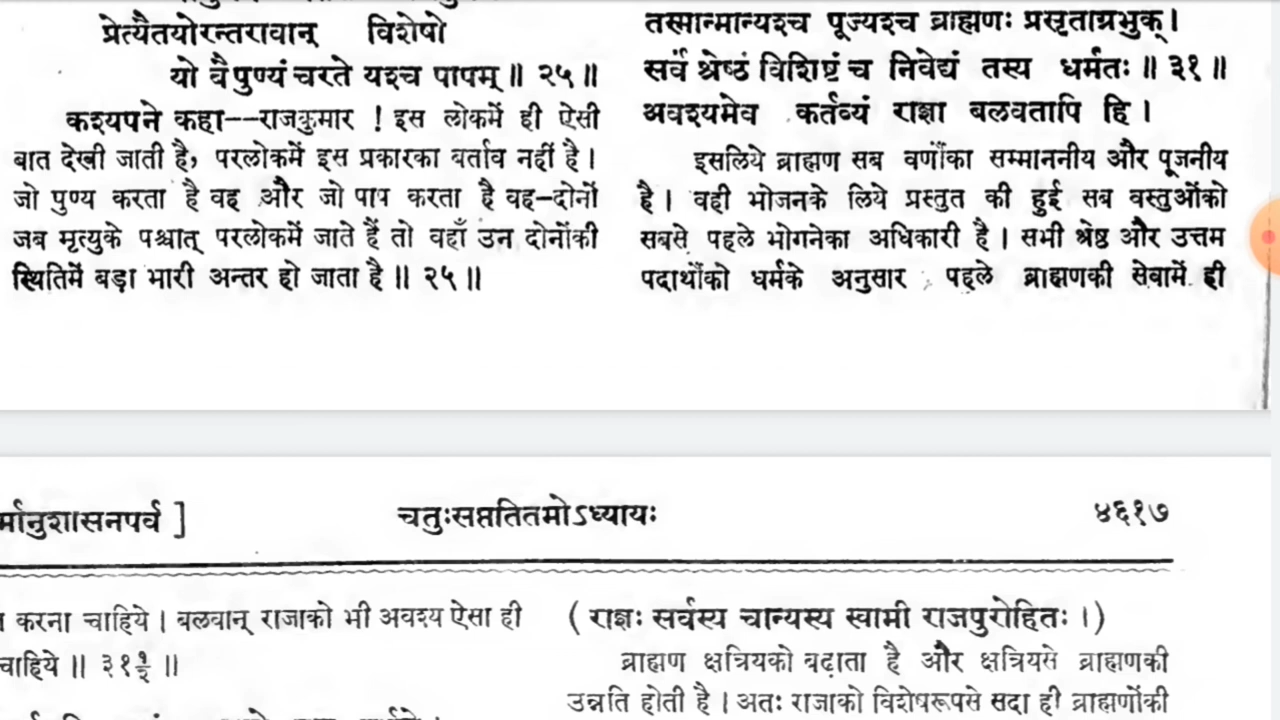 प्रेत्यैतयोरन्तरावान् विशेषो
यो वै पुण्यं चरते यश्च पापम् ॥ २५ ॥
कश्यपने कहा--राजकुमार ! इस लोकमें ही ऐसी
बात देखी जाती है, परलोकमें इस प्रकारका बर्ताव नहीं है।
जो पुण्य करता है वह और जो पाप करता है वह-दोनों
जब मृत्युके पश्चात् परलोकमें जाते हैं तो वहाँ उन दोनोंकी
स्थितिमें बड़ा भारी अन्तर हो जाता है ॥ २५ ॥
तस्मान्मान्यश्च पूज्यश्च ब्राह्मणः प्रसृताग्रभुक्।
सर्वं श्रेष्ठं विशिष्टं च निवेद्यं तस्य धर्मतः ॥ ३१ ॥
अवश्यमेव कर्तव्यं राज्ञा बलवतापि हि ।
इसलिये ब्राह्मण सब वर्णोंका सम्माननीय और पूजनीय
है। वही भोजनके लिये प्रस्तुत की हुई सब वस्तुओंको
सबसे पहले भोगनेका अधिकारी है। सभी श्रेष्ठ और उत्तम
पदार्थोंको धर्मके अनुसार पहले ब्राह्मणकी सेवामें ही
र्मानुशासनपर्व ]
चतुःसप्ततितमोऽध्यायः
४६१७
करना चाहिये । बलवान् राजाको भी अवश्य ऐसा ही
चाहिये ॥ ३१½ ॥
( राज्ञः सर्वस्य चान्यस्य स्वामी राजपुरोहितः ।)
ब्राह्मण क्षत्रियको बढ़ाता है और क्षत्रियसे ब्राह्मणकी
उन्नति होती है । अतः राजाको विशेषरूपसे सदा ही ब्राह्मणोंकी